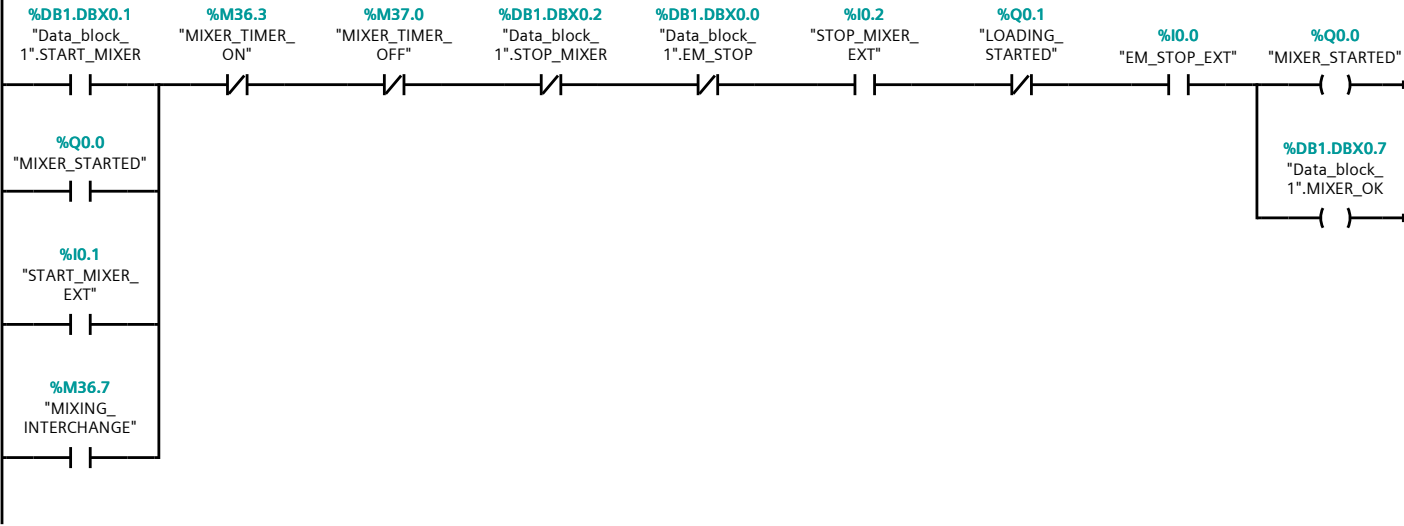 %DB1.DBX0.1
"Data_block_
1".START_MIXER
%M36.3
"MIXER_TIMER_
ON"
%M37.0
"MIXER_TIMER_
OFF"
%DB1.DBX0.2
"Data_block_
1".STOP_MIXER
%DB1.DBX0.0
"Data_block_
1".EM_STOP
%I0.2
"STOP_MIXER_
EXT"
%Q0.1
"LOADING_
STARTED"
%I0.0
"EM_STOP_EXT"
%Q0.0
"MIXER_STARTED"
%Q0.0
"MIXER_STARTED"
%DB1.DBX0.7
"Data_block_
1".MIXER_OK
%I0.1
"START_MIXER_
EXT"
%M36.7
"MIXING_
INTERCHANGE"